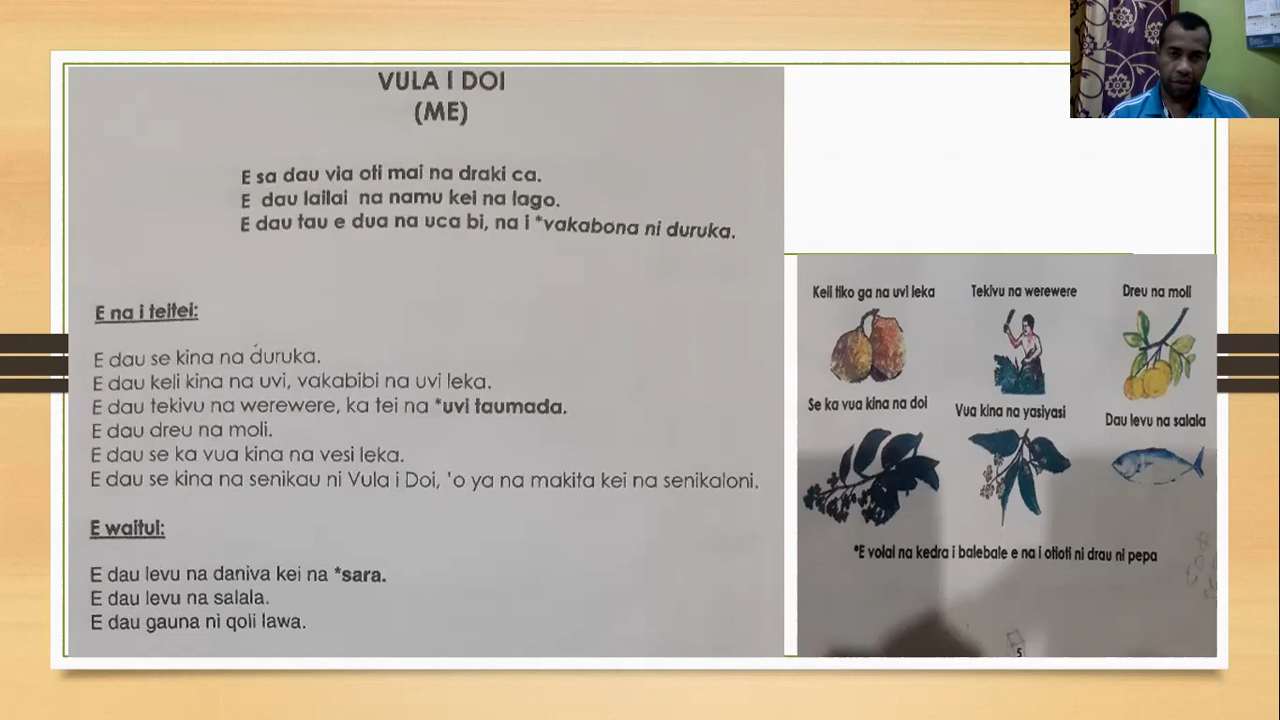 VULA I DOI
(ME)
E sa dau via oti mai na draki ca.
E dau lailai na namu kei na lago.
E dau tau e dua na uca bi, na i *vakabona ni duruka.
E na i teitei:
E dau se kina na duruka.
E dau keli kina na uvi, vakabibi na uvi leka.
E dau tekivu na werewere, ka tei na *uvi taumada.
E dau dreu na moli.
E dau se ka vua kina na vesi leka.
E dau se kina na senikau ni Vula i Doi, 'o ya na makita kei na senikaloni.
E waitui:
E dau levu na daniva kei na *sara.
E dau levu na salala.
E dau gauna ni qoli lawa.
Keli tiko ga na uvi leka
Tekivu na werewere
Dreu na moli
Se ka vua kina na doi
Vua kina na yasiyasi
Dau levu na salala
*E volai na kedra i balebale e na i otioti ni drau ni pepa
5